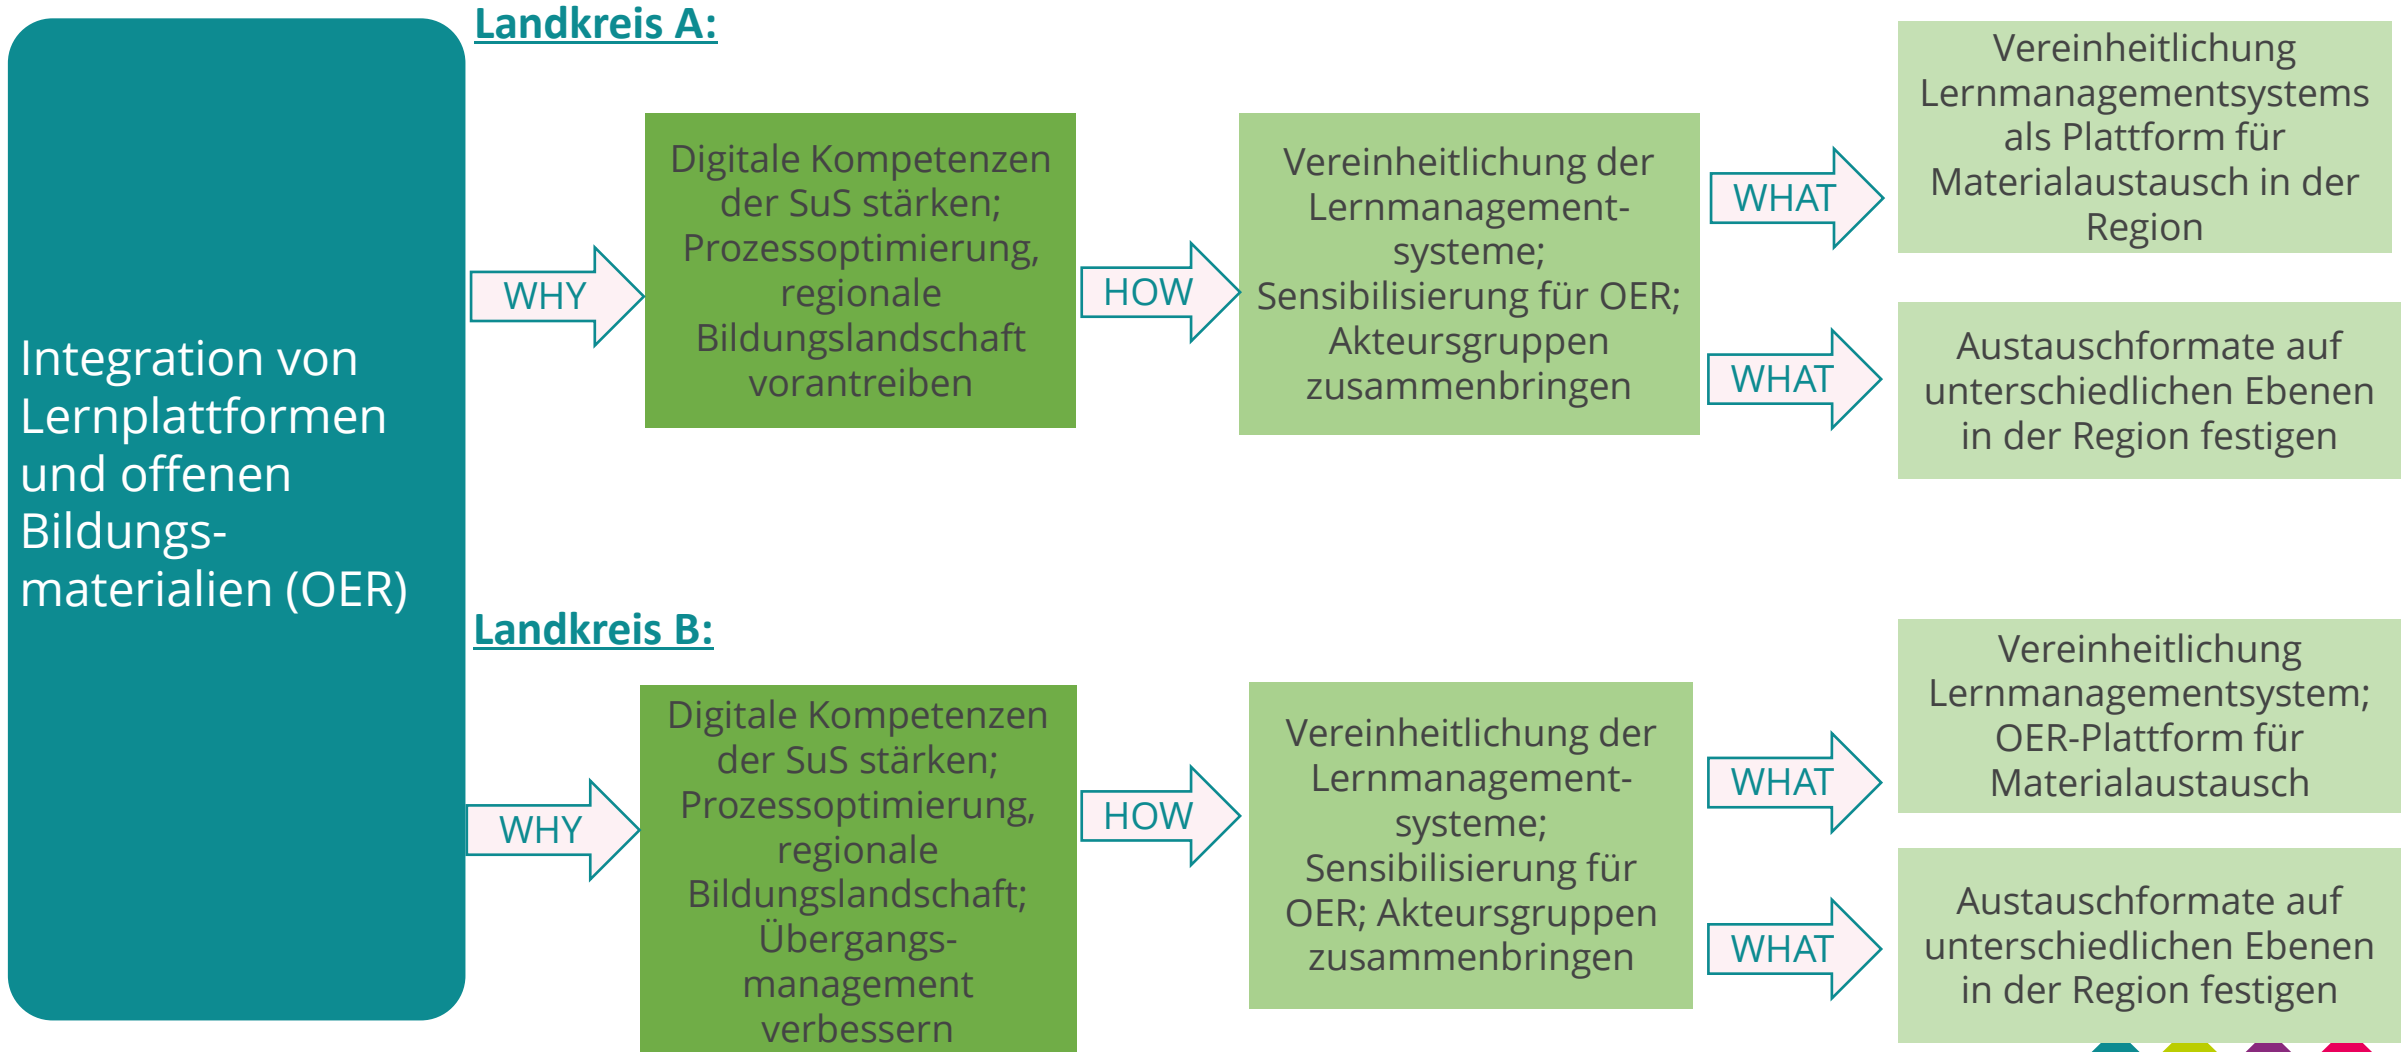 Integration von
Lernplattformen
und offenen
Bildungs-
materialien (OER)
Landkreis A:
WHY
Digitale Kompetenzen
der SuS stärken;
Prozessoptimierung,
regionale
Bildungslandschaft
vorantreiben
HOW
Vereinheitlichung der
Lernmanagement-
systeme;
Sensibilisierung für OER;
Akteursgruppen
zusammenbringen
WHAT
Vereinheitlichung
Lernmanagementsystems
als Plattform für
Materialaustausch in der
Region
WHAT
Austauschformate auf
unterschiedlichen Ebenen
in der Region festigen
Landkreis B:
WHY
Digitale Kompetenzen
der SuS stärken;
Prozessoptimierung,
regionale
Bildungslandschaft;
Übergangs-
management
verbessern
HOW
Vereinheitlichung der
Lernmanagement-
systeme;
Sensibilisierung für
OER; Akteursgruppen
zusammenbringen
WHAT
Vereinheitlichung
Lernmanagementsystem;
OER-Plattform für
Materialaustausch
WHAT
Austauschformate auf
unterschiedlichen Ebenen
in der Region festigen